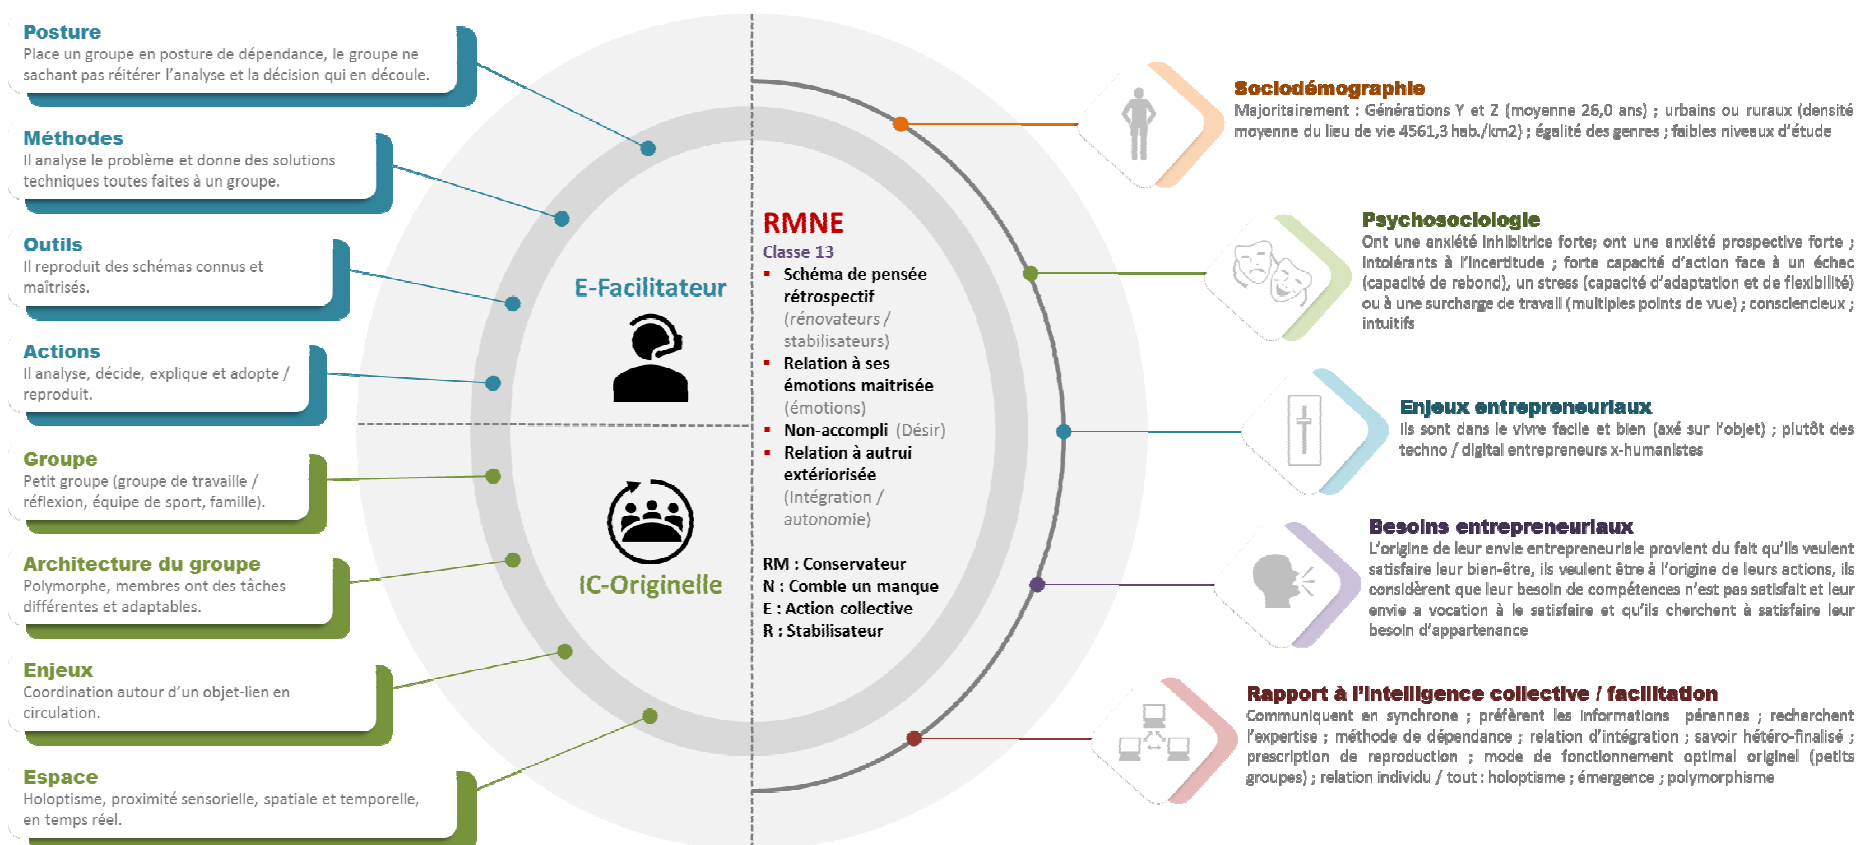 Posture
Place un groupe en posture de dépendance, le groupe ne
sachant pas réitérer l'analyse et la décision qui en découle.
Méthodes
Il analyse le problème et donne des solutions
techniques toutes faites à un groupe.
Outils
Il reproduit des schémas connus et
maîtrisés.
Actions
Il analyse, décide, explique et adopte /
reproduit.
Groupe
Petit groupe (groupe de travaille /
réflexion, équipe de sport, famille).
Architecture du groupe
Polymorphe, membres ont des tâches
différentes et adaptables.
Enjeux
Coordination autour d'un objet-lien en
circulation.
Espace
Holoptisme, proximité sensorielle, spatiale et temporelle,
en temps réel.
E-Facilitateur
IC-Originelle
RMNE
Classe 13
▪ Schéma de pensée
rétrospectif
(rénovateurs /
stabilisateurs)
▪ Relation à ses
émotions maitrisée
(émotions)
▪ Non-accompli (Désir)
▪ Relation à autrui
extériorisée
(Intégration /
autonomie)
RM : Conservateur
N : Comble un manque
E : Action collective
R : Stabilisateur
Sociodémographie
Majoritairement : Générations Y et Z (moyenne 26,0 ans) ; urbains ou ruraux (densité
moyenne du lieu de vie 4561,3 hab./km2) ; égalité des genres ; faibles niveaux d'étude
Psychosociologie
Ont une anxiété inhibitrice forte; ont une anxiété prospective forte ;
intolérants à l'incertitude ; forte capacité d'action face à un échec
(capacité de rebond), un stress (capacité d'adaptation et de flexibilité)
ou à une surcharge de travail (multiples points de vue) ; consciencieux ;
intuitifs
Enjeux entrepreneuriaux
Ils sont dans le vivre facile et bien (axé sur l'objet) ; plutôt des
techno / digital entrepreneurs x-humanistes
Besoins entrepreneuriaux
L'origine de leur envie entrepreneuriale provient du fait qu'ils veulent
satisfaire leur bien-être, ils veulent être à l'origine de leurs actions, ils
considèrent que leur besoin de compétences n'est pas satisfait et leur
envie a vocation à le satisfaire et qu'ils cherchent à satisfaire leur
besoin d'appartenance
Rapport à l'intelligence collective / facilitation
Communiquent en synchrone ; préfèrent les informations pérennes ; recherchent
l'expertise ; méthode de dépendance ; relation d'intégration ; savoir hétéro-finalisé ;
prescription de reproduction ; mode de fonctionnement optimal originel (petits
groupes) ; relation individu / tout : holoptisme ; émergence ; polymorphisme